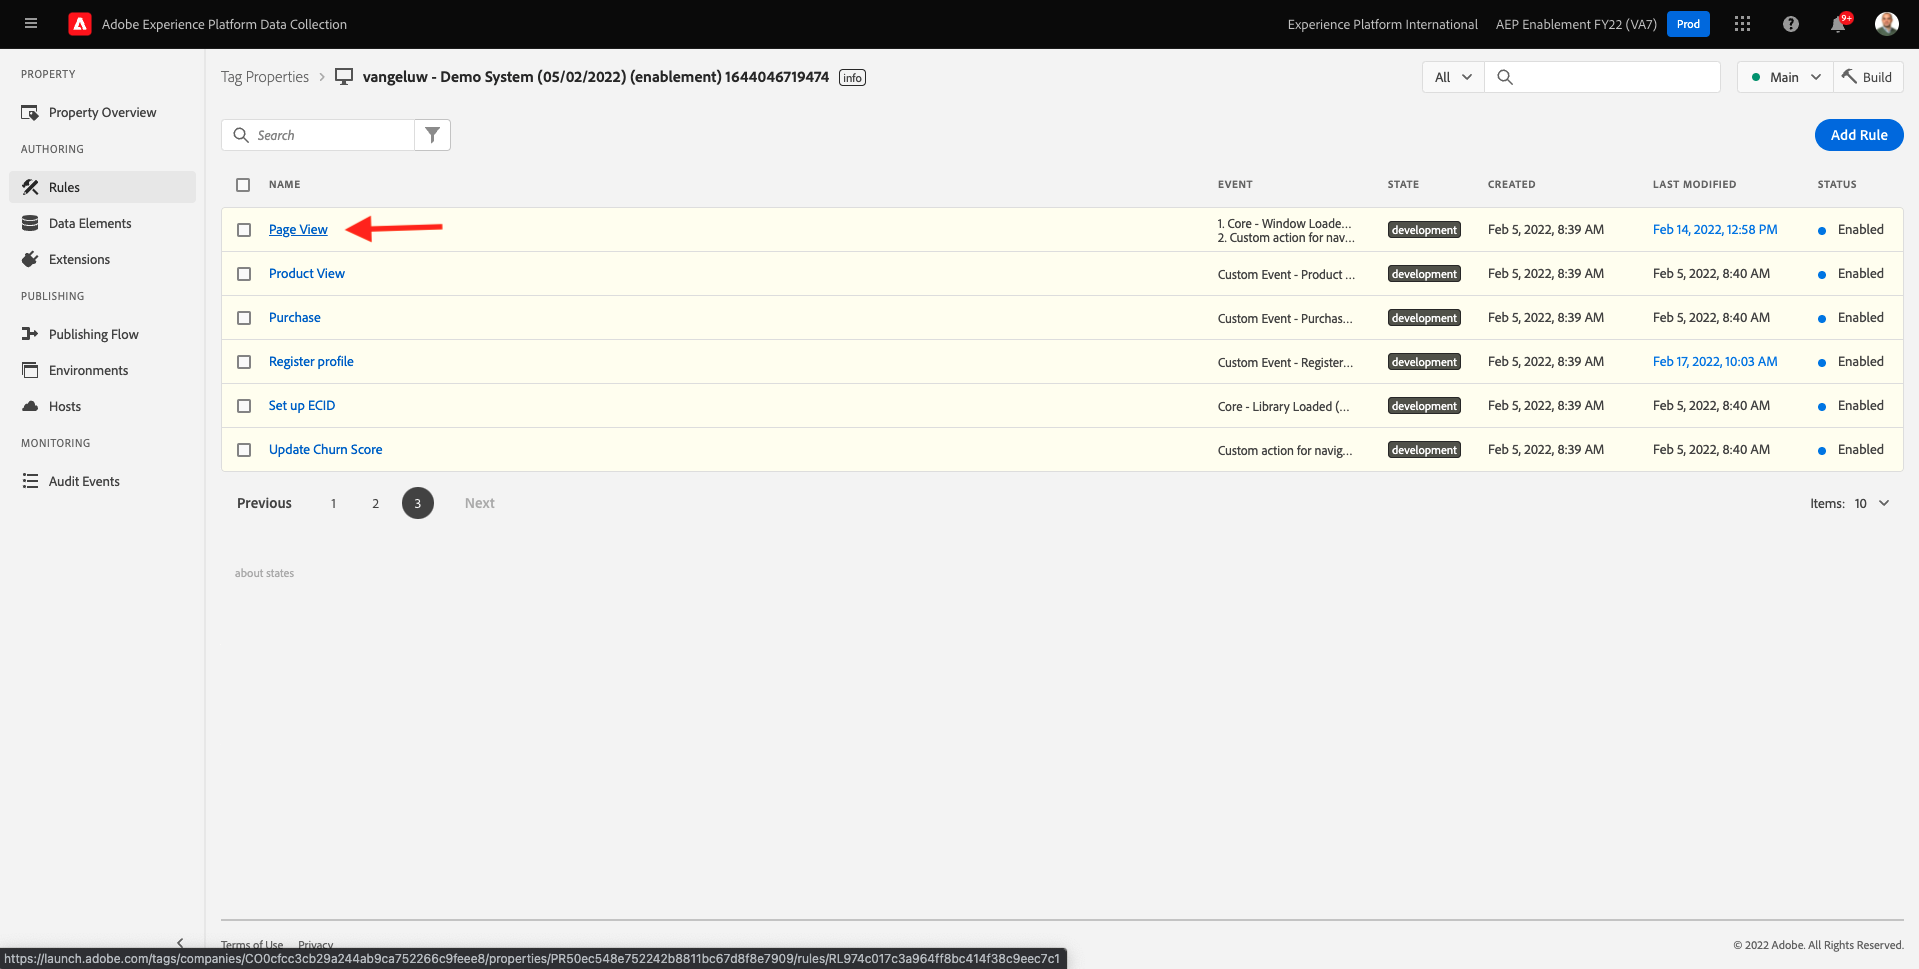 Adobe Experience Platform Data Collection
Experience Platform International
AEP Enablement FY22 (VA7)
Prod
9+
PROPERTY
Property Overview
AUTHORING
Rules
Data Elements
Extensions
PUBLISHING
Publishing Flow
Environments
Hosts
MONITORING
Audit Events
Tag Properties
vangeluw - Demo System (05/02/2022) (enablement) 1644046719474
info
All
Main
Build
Search
Add Rule
NAME EVENT STATE CREATED LAST MODIFIED STATUS
Page View 1. Core - Window Loade... development Feb 5, 2022, 8:39 AM Feb 14, 2022, 12:58 PM Enabled
2. Custom action for nav...
Product View Custom Event - Product ... development Feb 5, 2022, 8:39 AM Feb 5, 2022, 8:40 AM Enabled
Purchase Custom Event - Purchas... development Feb 5, 2022, 8:39 AM Feb 5, 2022, 8:40 AM Enabled
Register profile Custom Event - Register... development Feb 5, 2022, 8:39 AM Feb 17, 2022, 10:03 AM Enabled
Set up ECID Core - Library Loaded (... development Feb 5, 2022, 8:39 AM Feb 5, 2022, 8:40 AM Enabled
Update Churn Score Custom action for navig... development Feb 5, 2022, 8:39 AM Feb 5, 2022, 8:40 AM Enabled
Previous 1 2 3 Next
Items: 10
about states
Terms of Use Privacy
© 2022 Adobe. All Rights Reserved.
https://launch.adobe.com/tags/companies/CO0cfcc3cb29a244ab9ca752266c9feee8/properties/PR50ec548e752242b8811bc67d8f8e7909/rules/RL974c017c3a964ff8bc414f38c9eec7c1